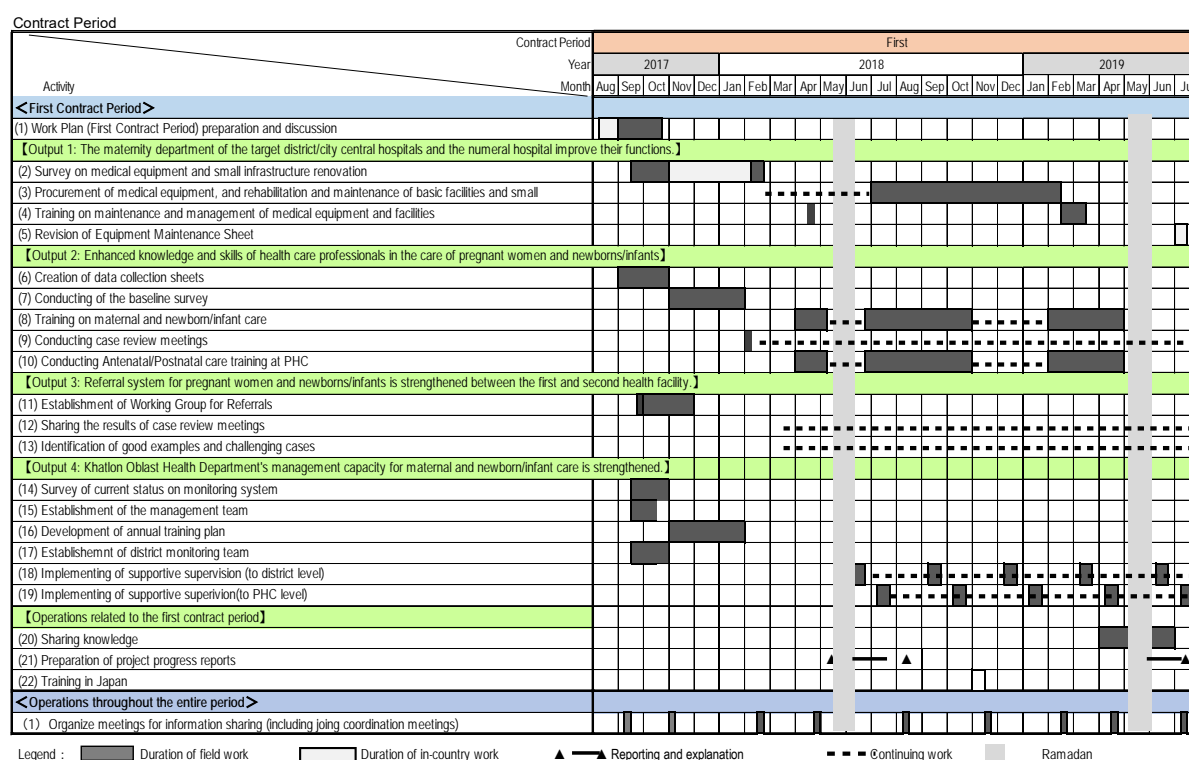 Contract Period
Contract Period First
Year 2017 2018 2019
Activity Month Aug Sep Oct Nov Dec Jan Feb Mar Apr May Jun Jul Aug Sep Oct Nov Dec Jan Feb Mar Apr May Jun
＜First Contract Period＞
(1) Work Plan (First Contract Period) preparation and discussion
【Output 1: The maternity department of the target district/city central hospitals and the numeral hospital improve their functions.】
(2) Survey on medical equipment and small infrastructure renovation
(3) Procurement of medical equipment, and rehabilitation and maintenance of basic facilities and small
(4) Training on maintenance and management of medical equipment and facilities
(5) Revision of Equipment Maintenance Sheet
【Output 2: Enhanced knowledge and skills of health care professionals in the care of pregnant women and newborns/infants】
(6) Creation of data collection sheets
(7) Conducting of the baseline survey
(8) Training on maternal and newborn/infant care
(9) Conducting case review meetings
(10) Conducting Antenatal/Postnatal care training at PHC
【Output 3: Referral system for pregnant women and newborns/infants is strengthened between the first and second health facility.】
(11) Establishment of Working Group for Referrals
(12) Sharing the results of case review meetings
(13) Identification of good examples and challenging cases
【Output 4: Khatlon Oblast Health Department's management capacity for maternal and newborn/infant care is strengthened.】
(14) Survey of current status on monitoring system
(15) Establishment of the management team
(16) Development of annual training plan
(17) Establishemnt of district monitoring team
(18) Implementing of supportive supervision (to district level)
(19) Implementing of supportive superivion(to PHC level)
【Operations related to the first contract period】
(20) Sharing knowledge
(21) Preparation of project progress reports
(22) Training in Japan
＜Operations throughout the entire period＞
(1) Organize meetings for information sharing (including joing coordination meetings)
Legend : Duration of field work Duration of in-country work Reporting and explanation Continuing work Ramadan